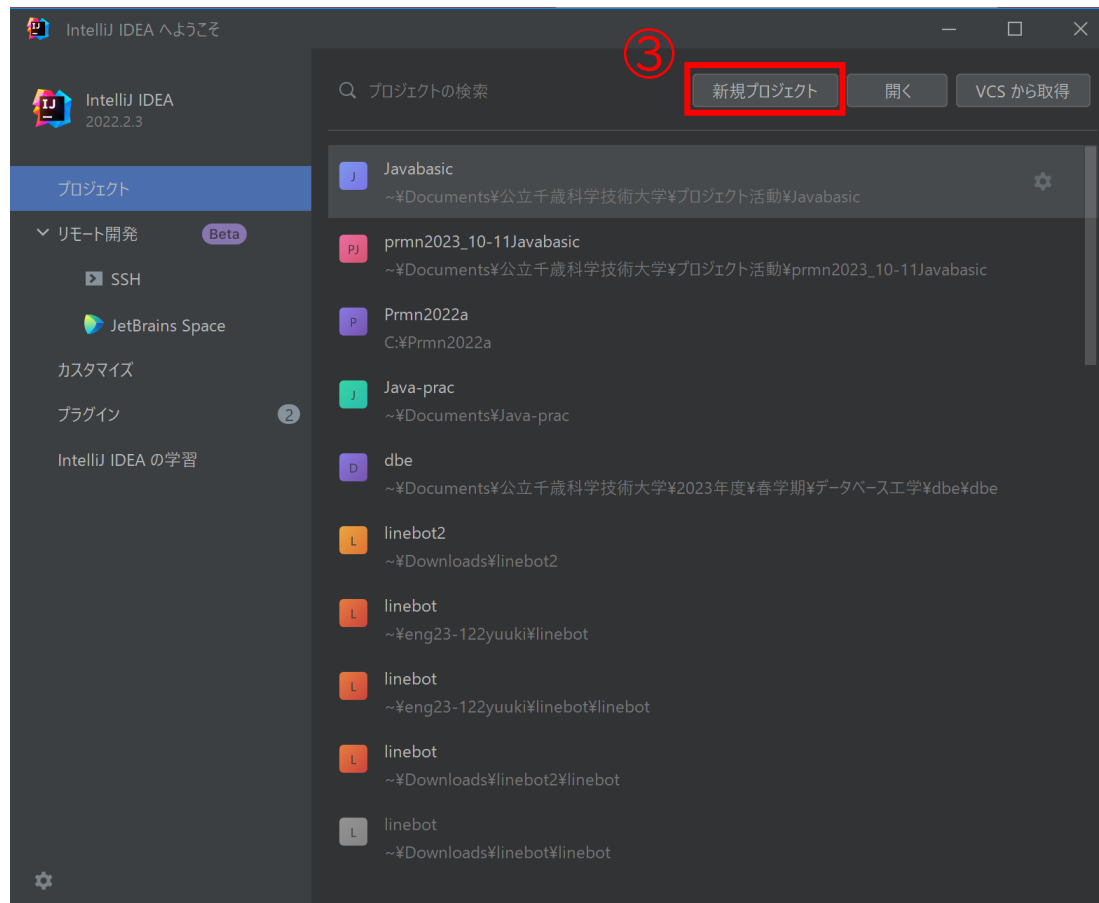 IntelliJ IDEA へようこそ
IntelliJ IDEA
2022.2.3
プロジェクト
リモート開発 Beta
SSH
JetBrains Space
カスタマイズ
プラグイン 2
IntelliJ IDEA の学習
③
プロジェクトの検索 新規プロジェクト 開く VCS から取得
J Javabasic
~¥Documents¥公立千歳科学技術大学¥プロジェクト活動¥Javabasic
PJ prmn2023_10-11Javabasic
~¥Documents¥公立千歳科学技術大学¥プロジェクト活動¥prmn2023_10-11Javabasic
P Prmn2022a
C:¥Prmn2022a
J Java-prac
~¥Documents¥Java-prac
D dbe
~¥Documents¥公立千歳科学技術大学¥2023年度¥春学期¥データベース工学¥dbe¥dbe
L linebot2
~¥Downloads¥linebot2
L linebot
~¥eng23-122yuuki¥linebot
L linebot
~¥eng23-122yuuki¥linebot¥linebot
L linebot
~¥Downloads¥linebot2¥linebot
L linebot
~¥Downloads¥linebot¥linebot